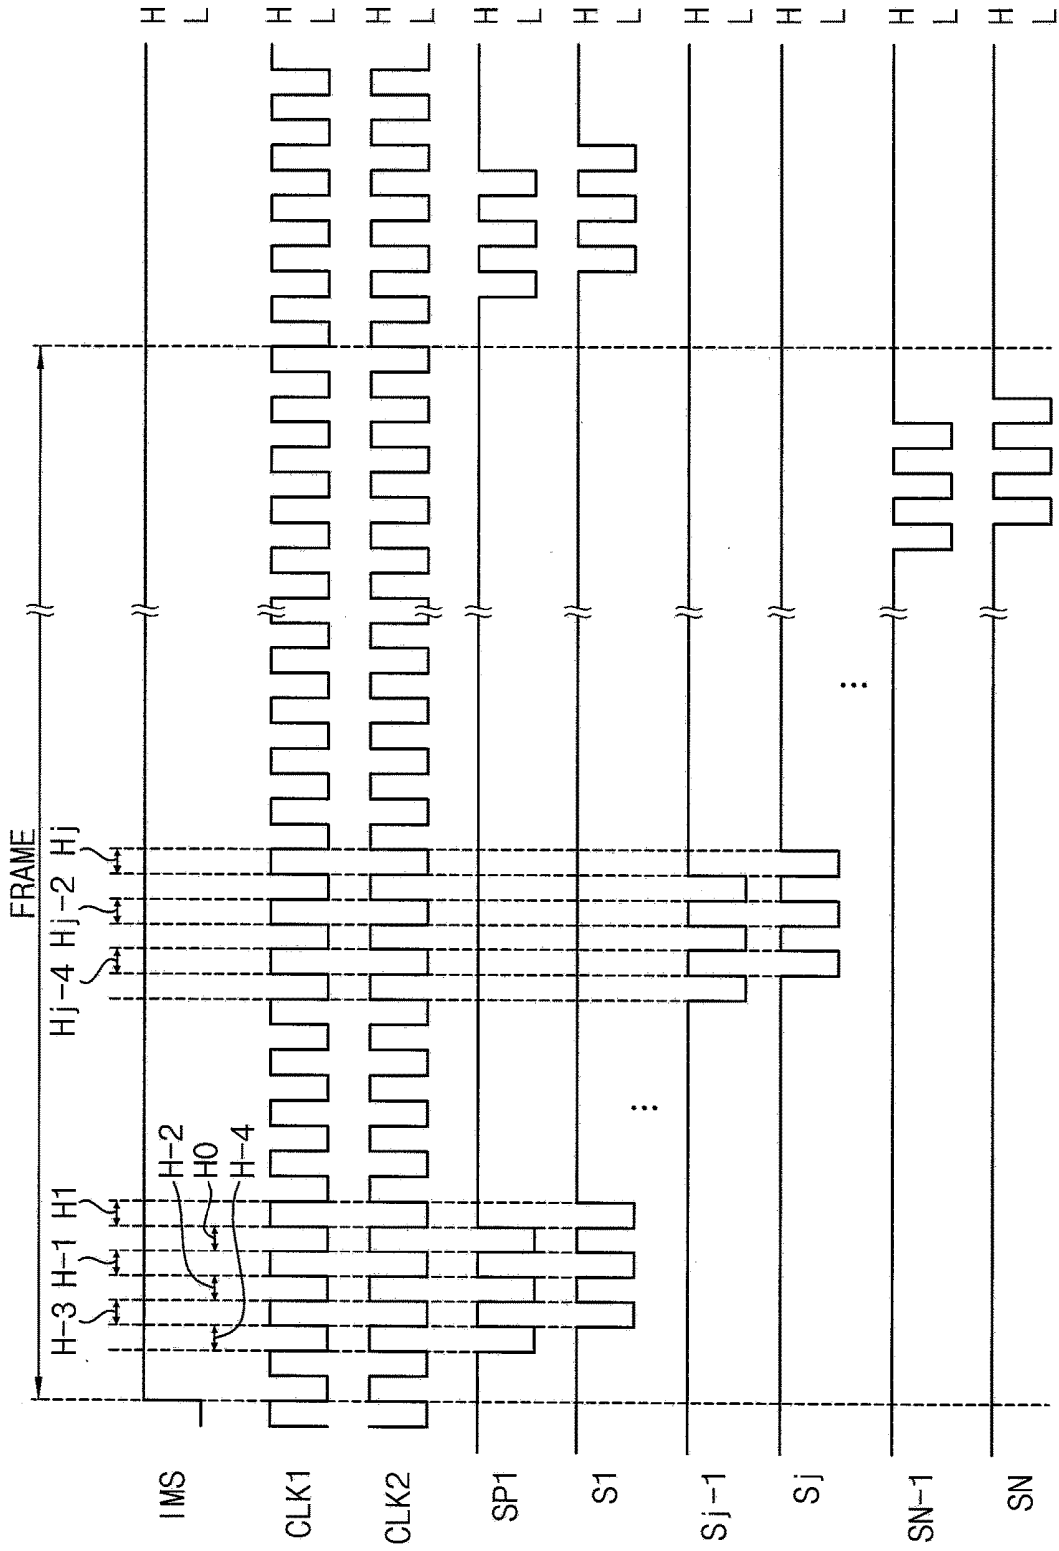 FRAME
H-3 H-1 H1 Hj-4 Hj-2 Hj
H-2
H0
H-4
IMS H L
CLK1 H L
CLK2 H L
SP1 H L
S1 H L
... 
Sj-1 H L
Sj H L
...
SN-1 H L
SN H L